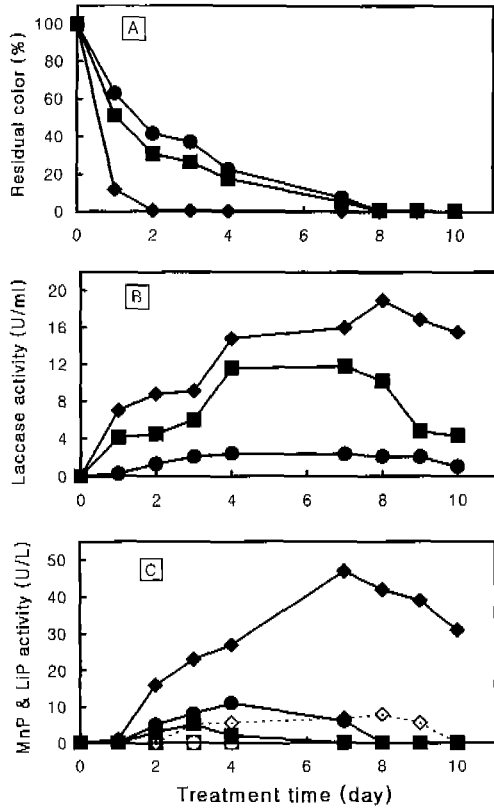 A
Residual color (%)
100
80
60
40
20
0
0 2 4 6 8 10
B
Laccase activity (U/ml)
20
16
12
8
4
0
0 2 4 6 8 10
C
MnP & LiP activity (U/L)
50
40
30
20
10
0
0 2 4 6 8 10
Treatment time (day)